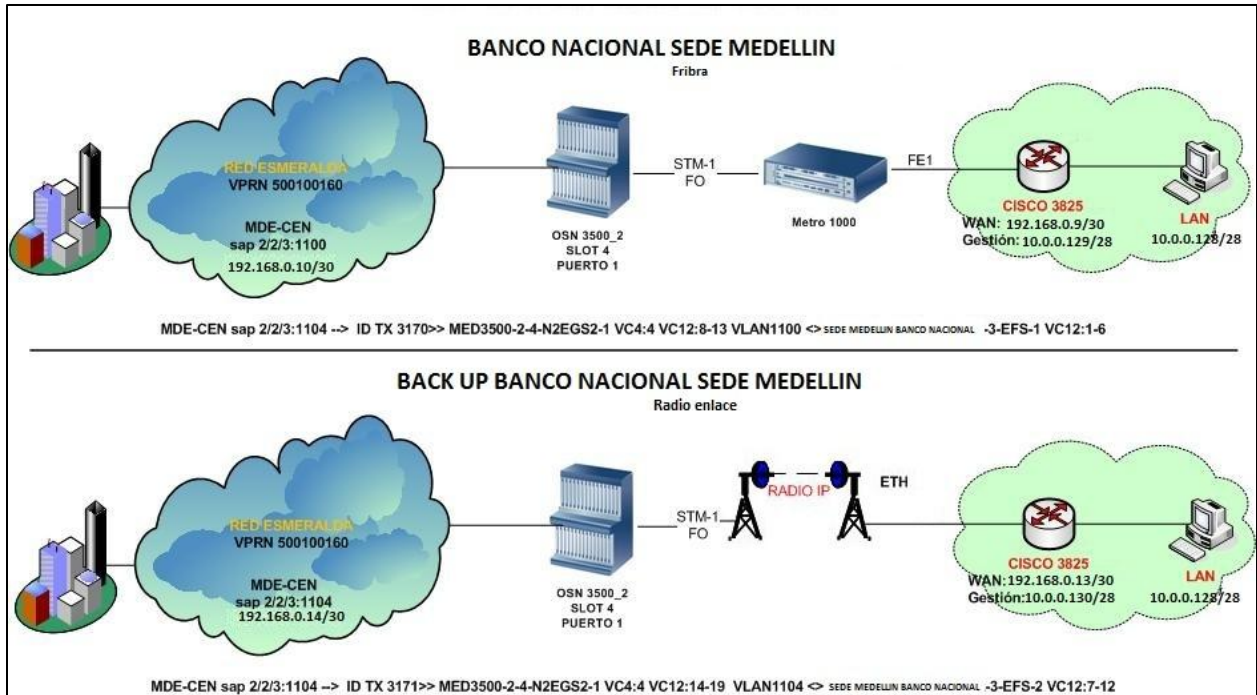 BANCO NACIONAL SEDE MEDELLIN
Fribra
RED ESMERALDA
VPRN 500100160
MDE-CEN
sap 2/2/3:1100
192.168.0.10/30
OSN 3500_2
SLOT 4
PUERTO 1
STM-1
FO
Metro 1000
FE1
CISCO 3825
WAN: 192.168.0.9/30
Gestión: 10.0.0.129/28
LAN
10.0.0.128/28
MDE-CEN sap 2/2/3:1104 --> ID TX 3170>> MED3500-2-4-N2EGS2-1 VC4:4 VC12:8-13 VLAN1100 <> SEDE MEDELLIN BANCO NACIONAL -3-EFS-1 VC12:1-6
BACK UP BANCO NACIONAL SEDE MEDELLIN
Radio enlace
RED ESMERALDA
VPRN 500100160
MDE-CEN
sap 2/2/3:1104
192.168.0.14/30
OSN 3500_2
SLOT 4
PUERTO 1
STM-1
FO
RADIO IP
ETH
CISCO 3825
WAN:192.168.0.13/30
Gestión:10.0.0.130/28
LAN
10.0.0.128/28
MDE-CEN sap 2/2/3:1104 --> ID TX 3171>> MED3500-2-4-N2EGS2-1 VC4:4 VC12:14-19 VLAN1104 <> SEDE MEDELLIN BANCO NACIONAL -3-EFS-2 VC12:7-12